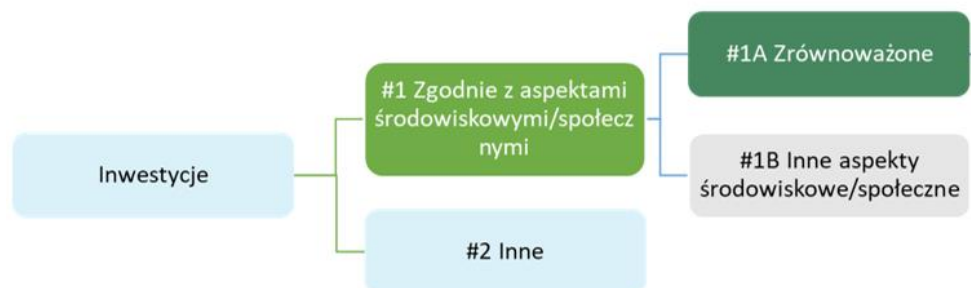 Inwestycje
#1 Zgodnie z aspektami
środowiskowymi/społecz
nymi
#2 Inne
#1A Zrównoważone
#1B Inne aspekty
środowiskowe/społeczne